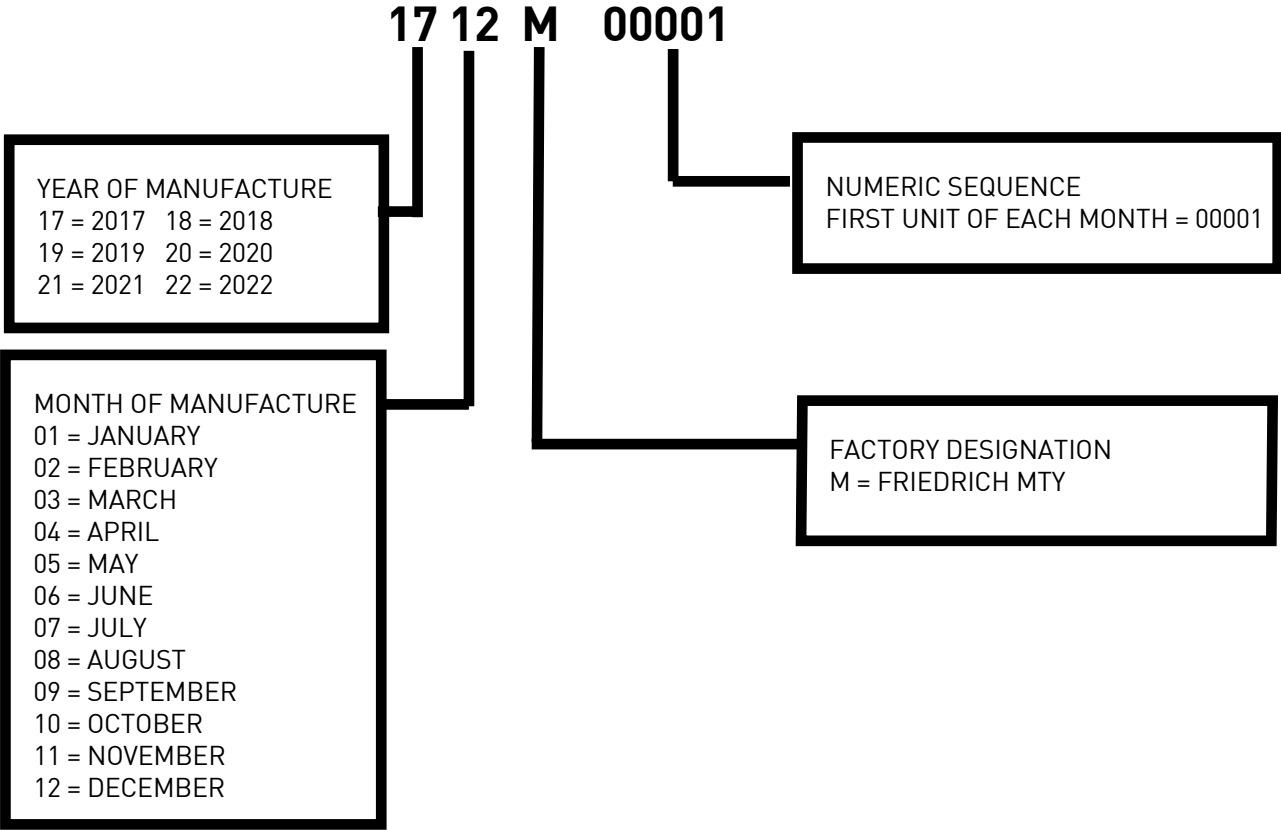 17 12 M 00001
YEAR OF MANUFACTURE
17 = 2017 18 = 2018
19 = 2019 20 = 2020
21 = 2021 22 = 2022
NUMERIC SEQUENCE
FIRST UNIT OF EACH MONTH = 00001
MONTH OF MANUFACTURE
01 = JANUARY
02 = FEBRUARY
03 = MARCH
04 = APRIL
05 = MAY
06 = JUNE
07 = JULY
08 = AUGUST
09 = SEPTEMBER
10 = OCTOBER
11 = NOVEMBER
12 = DECEMBER
FACTORY DESIGNATION
M = FRIEDRICH MTY